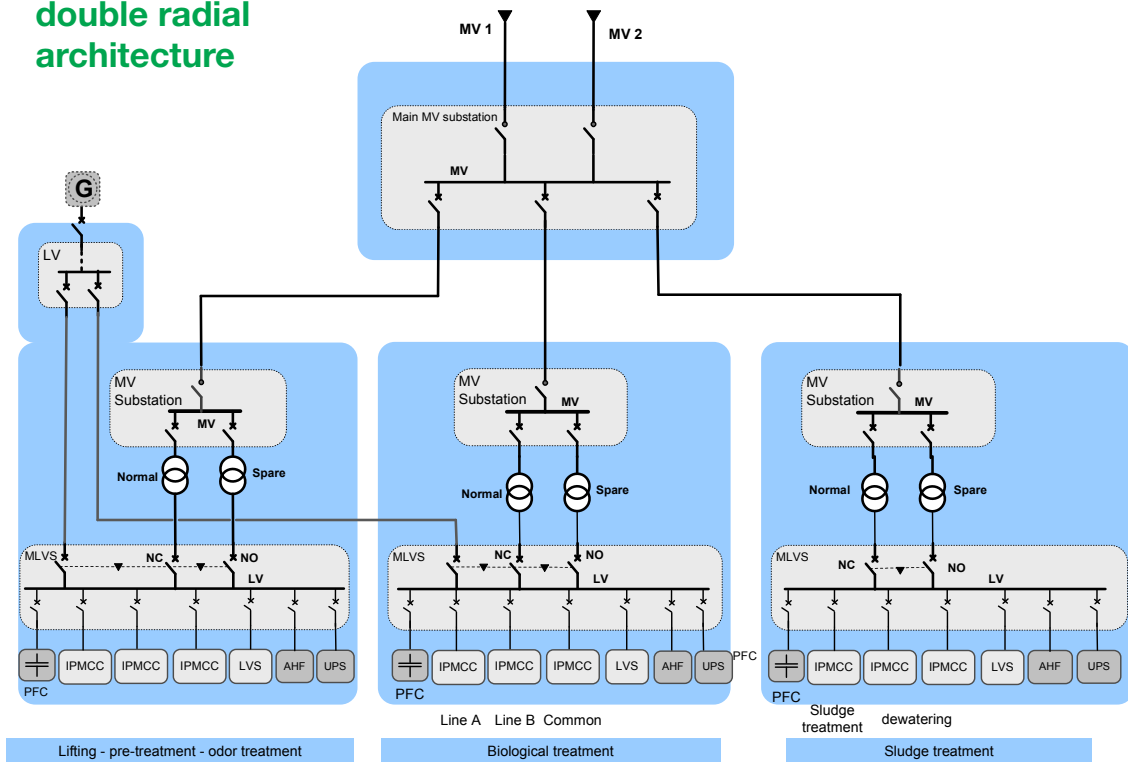 double radial
architecture
MV 1
MV 2
Main MV substation
MV
G
LV
MV
Substation
MV
Normal
Spare
MLVS
NC
NO
LV
IPMCC
IPMCC
IPMCC
LVS
AHF
UPS
PFC
Lifting - pre-treatment - odor treatment
MV
Substation
MV
Normal
Spare
MLVS
NC
NO
LV
IPMCC
IPMCC
IPMCC
LVS
AHF
UPS
PFC
PFC
Line A
Line B
Common
Biological treatment
MV
Substation
MV
Normal
Spare
MLVS
NC
NO
LV
IPMCC
IPMCC
IPMCC
LVS
AHF
UPS
PFC
Sludge
treatment
dewatering
Sludge treatment